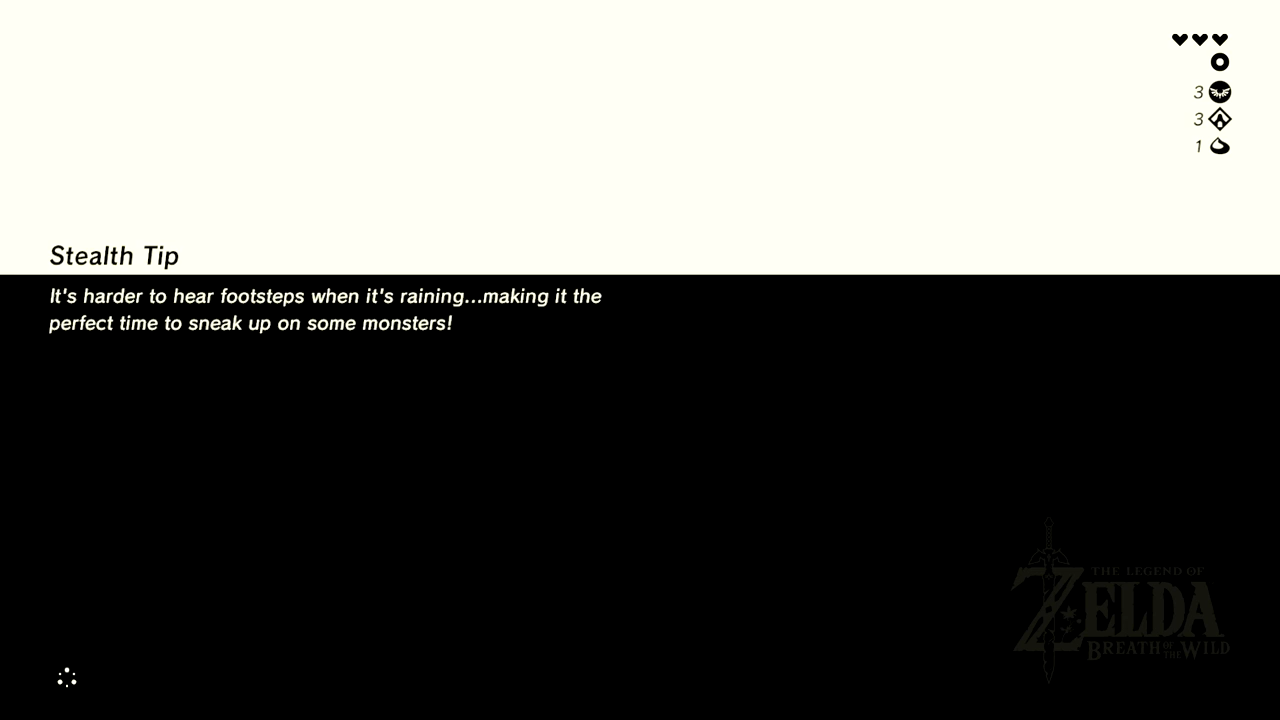 3
3
1
Stealth Tip
It's harder to hear footsteps when it's raining...making it the
perfect time to sneak up on some monsters!
THE LEGEND OF
ZELDA
BREATH OF THE WILD